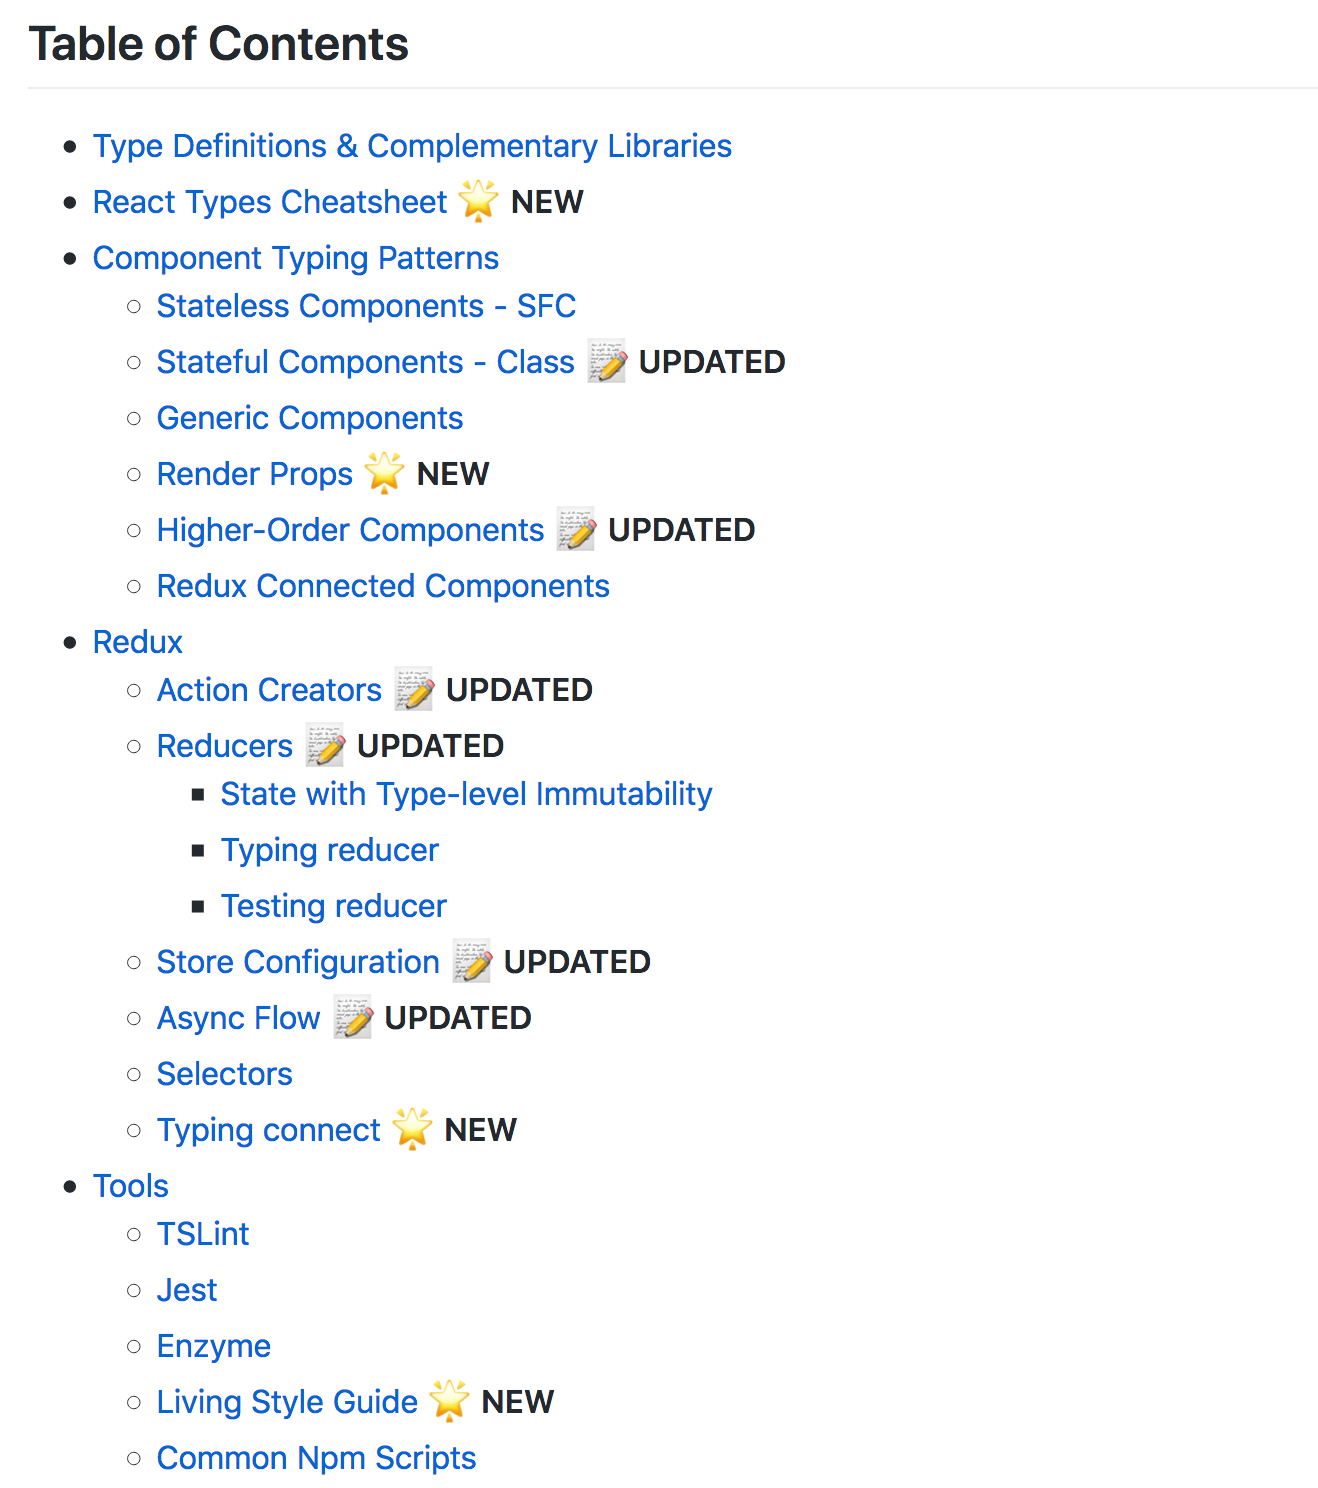 Table of Contents
Type Definitions & Complementary Libraries
React Types Cheatsheet 🌟 NEW
Component Typing Patterns
Stateless Components - SFC
Stateful Components - Class 📝 UPDATED
Generic Components
Render Props 🌟 NEW
Higher-Order Components 📝 UPDATED
Redux Connected Components
Redux
Action Creators 📝 UPDATED
Reducers 📝 UPDATED
State with Type-level Immutability
Typing reducer
Testing reducer
Store Configuration 📝 UPDATED
Async Flow 📝 UPDATED
Selectors
Typing connect 🌟 NEW
Tools
TSLint
Jest
Enzyme
Living Style Guide 🌟 NEW
Common Npm Scripts